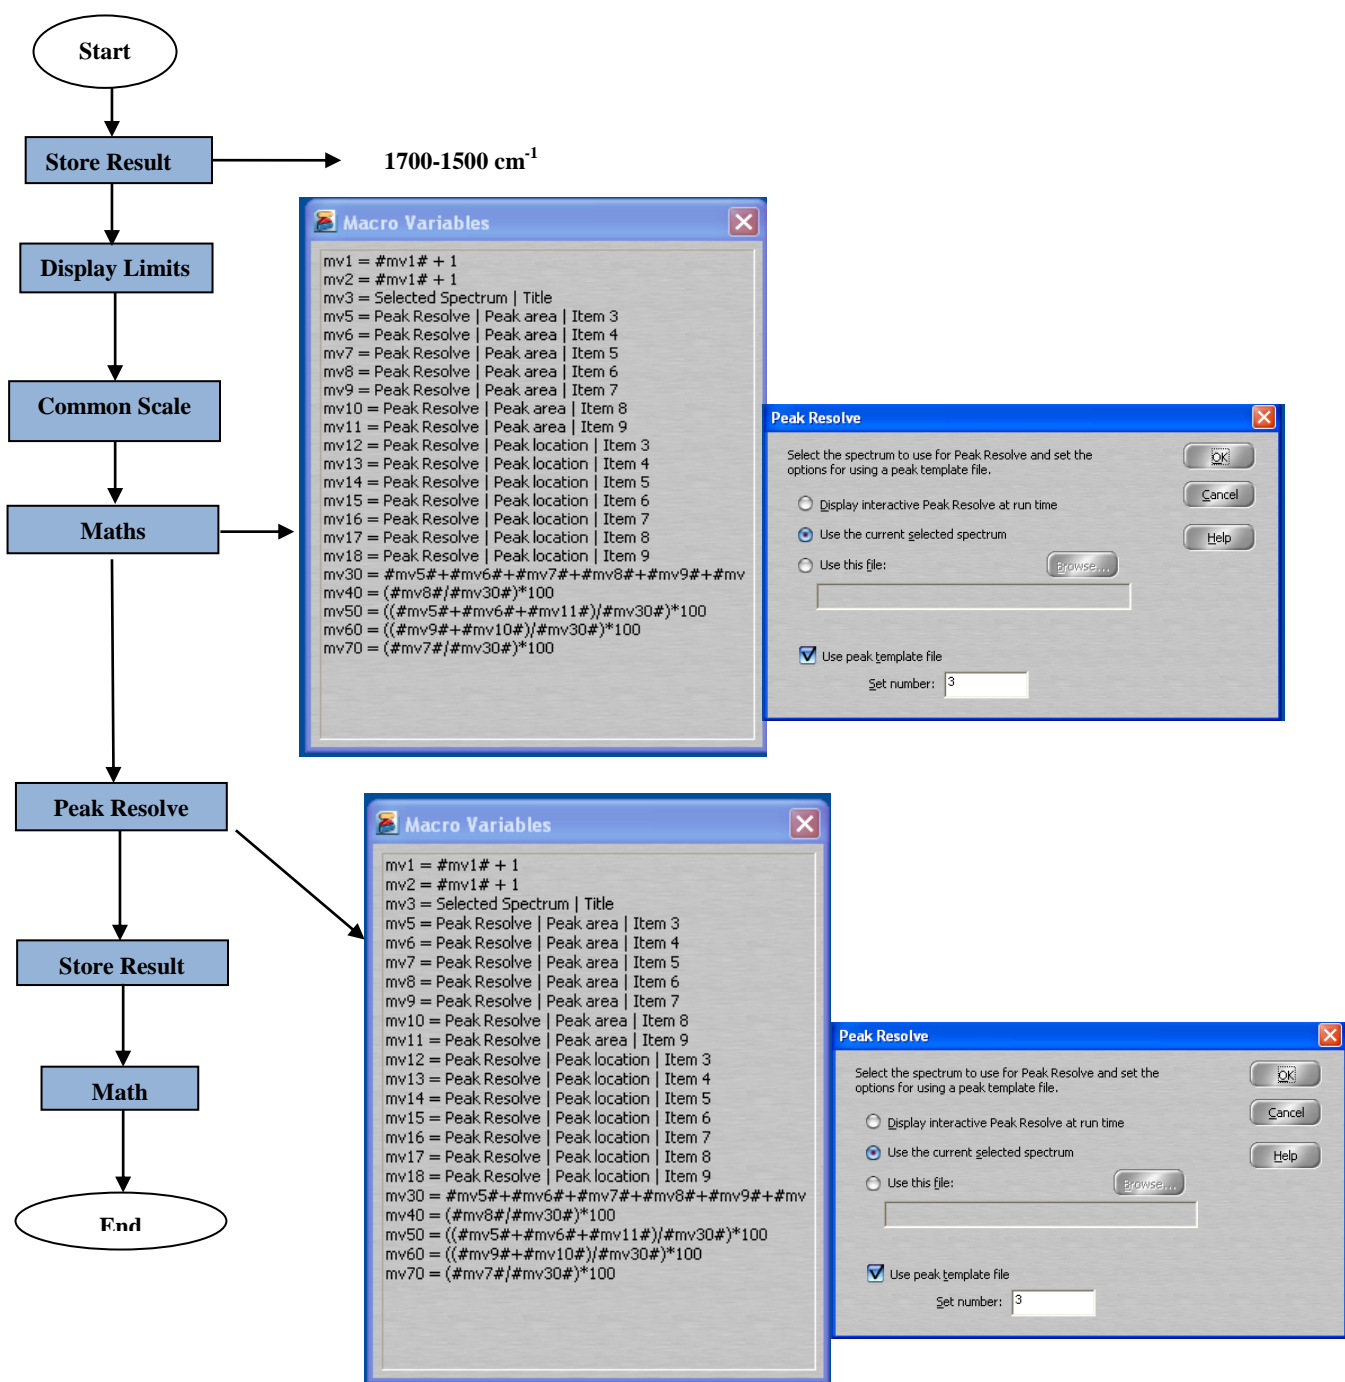 Start
Store Result
1700-1500 cm-1
Display Limits
Common Scale
Maths
Macro Variables
mv1 = #mv1# + 1
mv2 = #mv1# + 1
mv3 = Selected Spectrum | Title
mv5 = Peak Resolve | Peak area | Item 3
mv6 = Peak Resolve | Peak area | Item 4
mv7 = Peak Resolve | Peak area | Item 5
mv8 = Peak Resolve | Peak area | Item 6
mv9 = Peak Resolve | Peak area | Item 7
mv10 = Peak Resolve | Peak area | Item 8
mv11 = Peak Resolve | Peak area | Item 9
mv12 = Peak Resolve | Peak location | Item 3
mv13 = Peak Resolve | Peak location | Item 4
mv14 = Peak Resolve | Peak location | Item 5
mv15 = Peak Resolve | Peak location | Item 6
mv16 = Peak Resolve | Peak location | Item 7
mv17 = Peak Resolve | Peak location | Item 8
mv18 = Peak Resolve | Peak location | Item 9
mv30 = #mv5#+#mv6#+#mv7#+#mv8#+#mv9#+#mv
mv40 = (#mv8#/#mv30#)*100
mv50 = ((#mv5#+#mv6#+#mv11#)/#mv30#)*100
mv60 = ((#mv9#+#mv10#)/#mv30#)*100
mv70 = (#mv7#/#mv30#)*100
Peak Resolve
Select the spectrum to use for Peak Resolve and set the
options for using a peak template file.
Display interactive Peak Resolve at run time
Use the current selected spectrum
Use this file:
Browse...
Use peak template file
Set number: 3
OK
Cancel
Help
Peak Resolve
Store Result
Math
End
Macro Variables
mv1 = #mv1# + 1
mv2 = #mv1# + 1
mv3 = Selected Spectrum | Title
mv5 = Peak Resolve | Peak area | Item 3
mv6 = Peak Resolve | Peak area | Item 4
mv7 = Peak Resolve | Peak area | Item 5
mv8 = Peak Resolve | Peak area | Item 6
mv9 = Peak Resolve | Peak area | Item 7
mv10 = Peak Resolve | Peak area | Item 8
mv11 = Peak Resolve | Peak area | Item 9
mv12 = Peak Resolve | Peak location | Item 3
mv13 = Peak Resolve | Peak location | Item 4
mv14 = Peak Resolve | Peak location | Item 5
mv15 = Peak Resolve | Peak location | Item 6
mv16 = Peak Resolve | Peak location | Item 7
mv17 = Peak Resolve | Peak location | Item 8
mv18 = Peak Resolve | Peak location | Item 9
mv30 = #mv5#+#mv6#+#mv7#+#mv8#+#mv9#+#mv
mv40 = (#mv8#/#mv30#)*100
mv50 = ((#mv5#+#mv6#+#mv11#)/#mv30#)*100
mv60 = ((#mv9#+#mv10#)/#mv30#)*100
mv70 = (#mv7#/#mv30#)*100
Peak Resolve
Select the spectrum to use for Peak Resolve and set the
options for using a peak template file.
Display interactive Peak Resolve at run time
Use the current selected spectrum
Use this file:
Browse...
Use peak template file
Set number: 3
OK
Cancel
Help